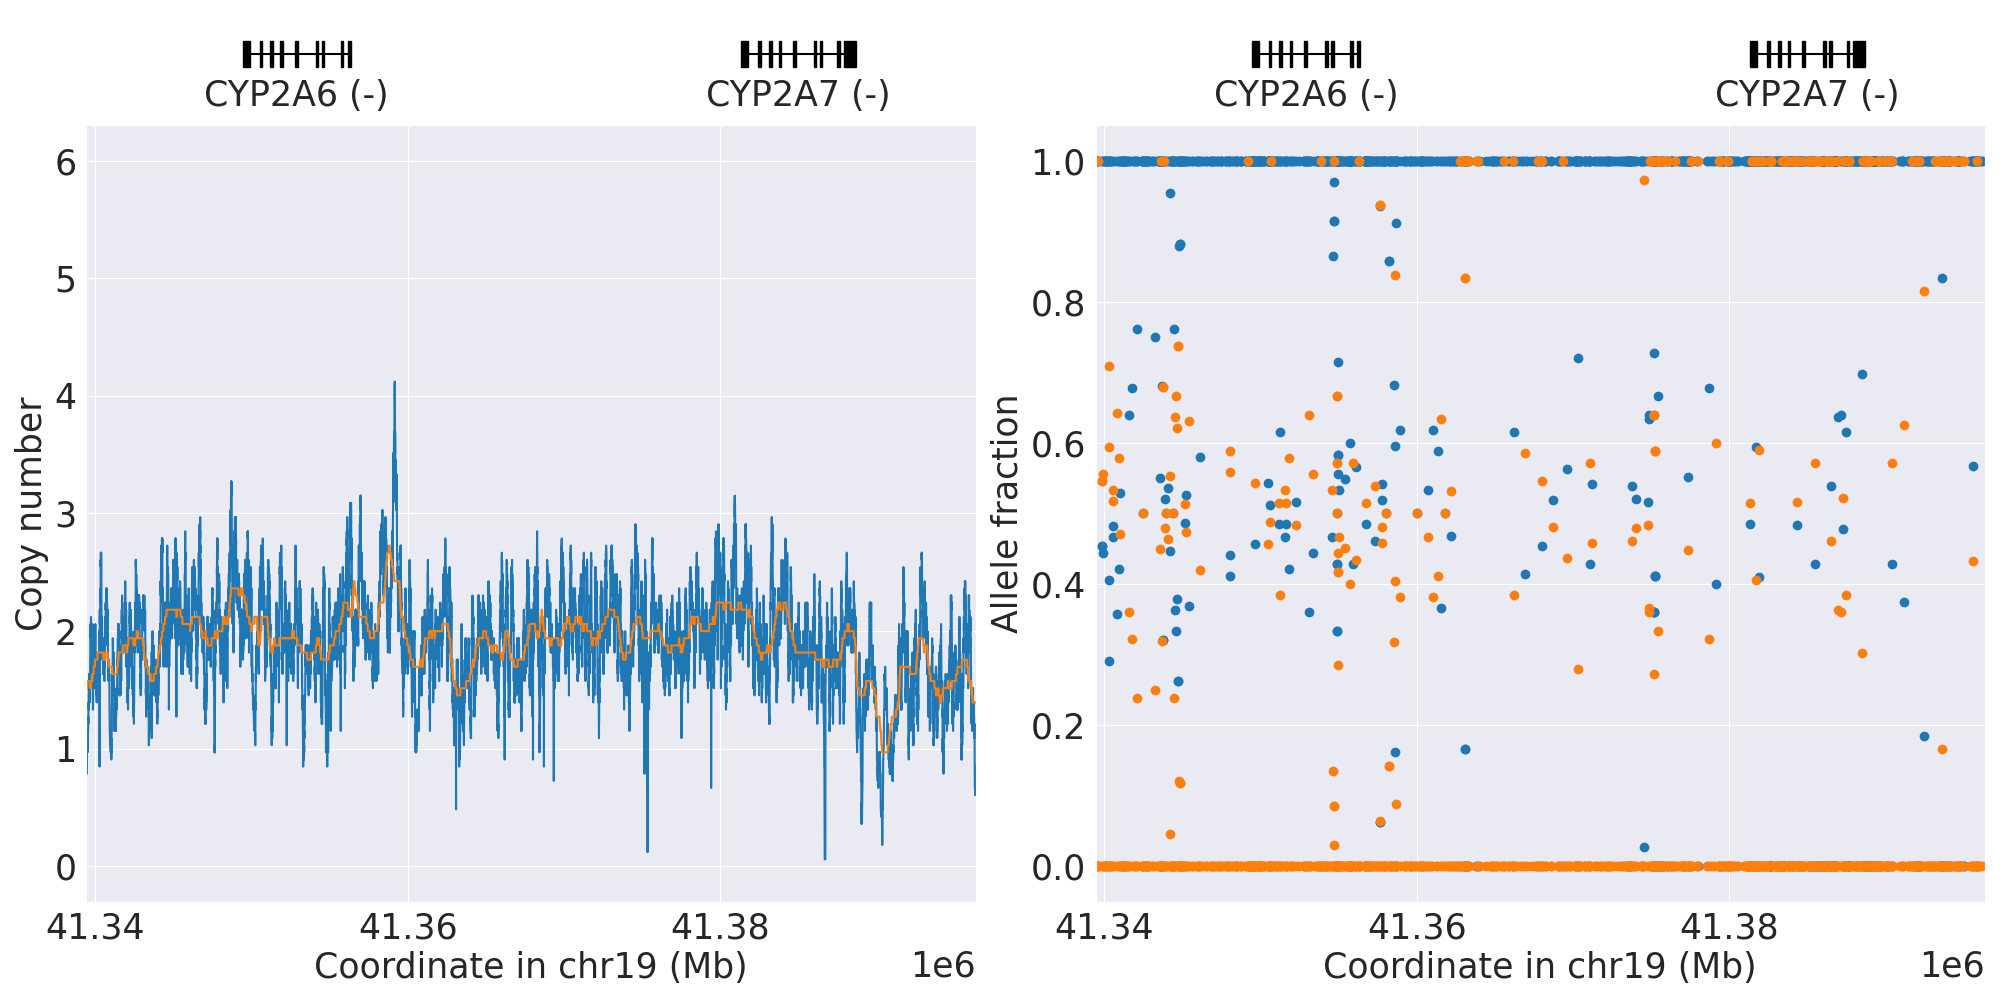 CYP2A6 (-)
CYP2A7 (-)
6
5
4
3
2
1
0
Copy number
41.34
41.36
41.38
Coordinate in chr19 (Mb)
1e6
CYP2A6 (-)
CYP2A7 (-)
1.0
0.8
0.6
0.4
0.2
0.0
Allele fraction
41.34
41.36
41.38
Coordinate in chr19 (Mb)
1e6